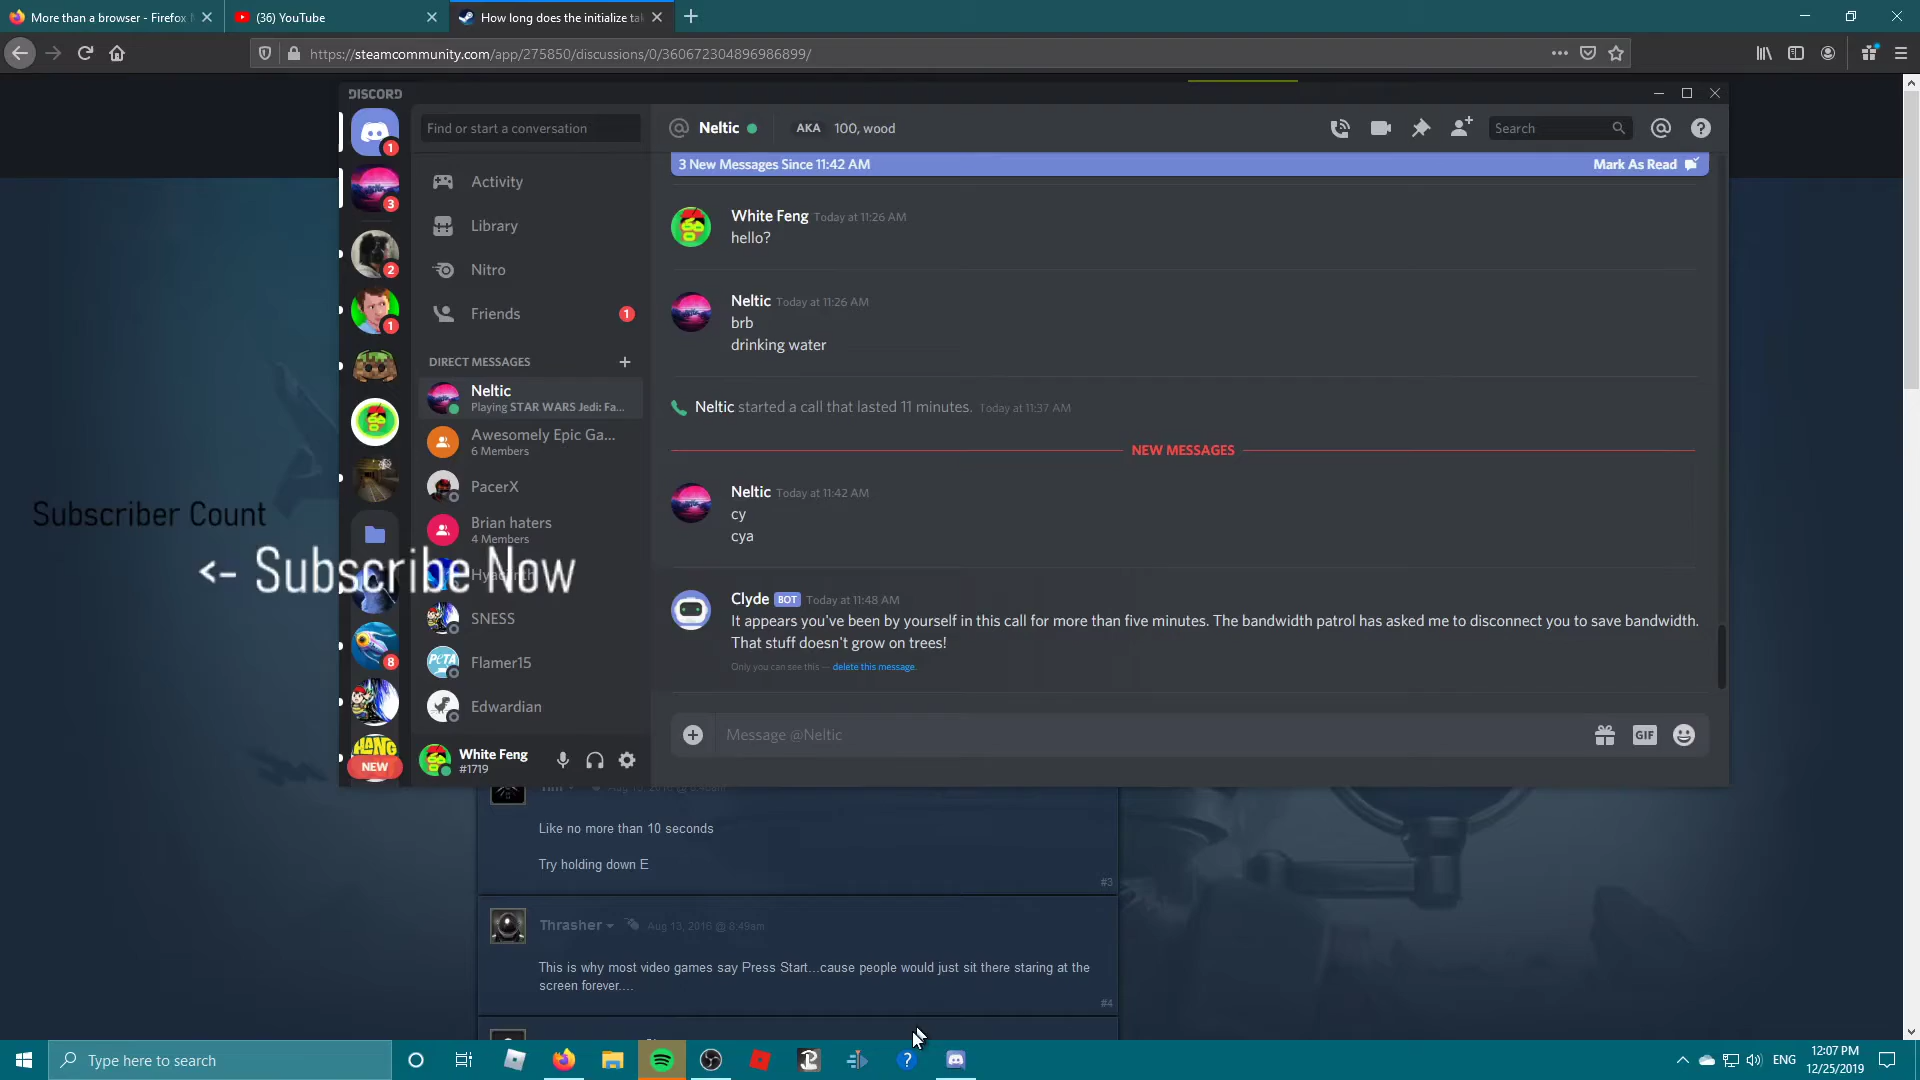 More than a browser - Firefox
(36) YouTube
How long does the initialize ta
https://steamcommunity.com/app/275850/discussions/0/360672304896986899/
DISCORD
Find or start a conversation
Neltic
AKA 100, wood
Search
1
3
2
1
8
NEW
Activity
Library
Nitro
Friends
1
DIRECT MESSAGES
Neltic
Playing STAR WARS Jedi: Fa...
Awesomely Epic Ga...
6 Members
PacerX
Brian haters
4 Members
SNESS
PETA
Flamer15
Edwardian
White Feng
#1719
3 New Messages Since 11:42 AM
Mark As Read
White Feng Today at 11:26 AM
hello?
Neltic Today at 11:26 AM
brb
drinking water
Neltic started a call that lasted 11 minutes. Today at 11:37 AM
NEW MESSAGES
Neltic Today at 11:42 AM
cy
cya
Clyde BOT Today at 11:48 AM
It appears you've been by yourself in this call for more than five minutes. The bandwidth patrol has asked me to disconnect you to save bandwidth.
That stuff doesn't grow on trees!
Only you can see this — delete this message.
Message @Neltic
GIF
Subscriber Count
<- Subscribe Now
Like no more than 10 seconds
Try holding down E
#3
Thrasher Aug 13, 2016 @ 8:49am
This is why most video games say Press Start...cause people would just sit there staring at the
screen forever....
#4
Type here to search
ENG
12:07 PM
12/25/2019